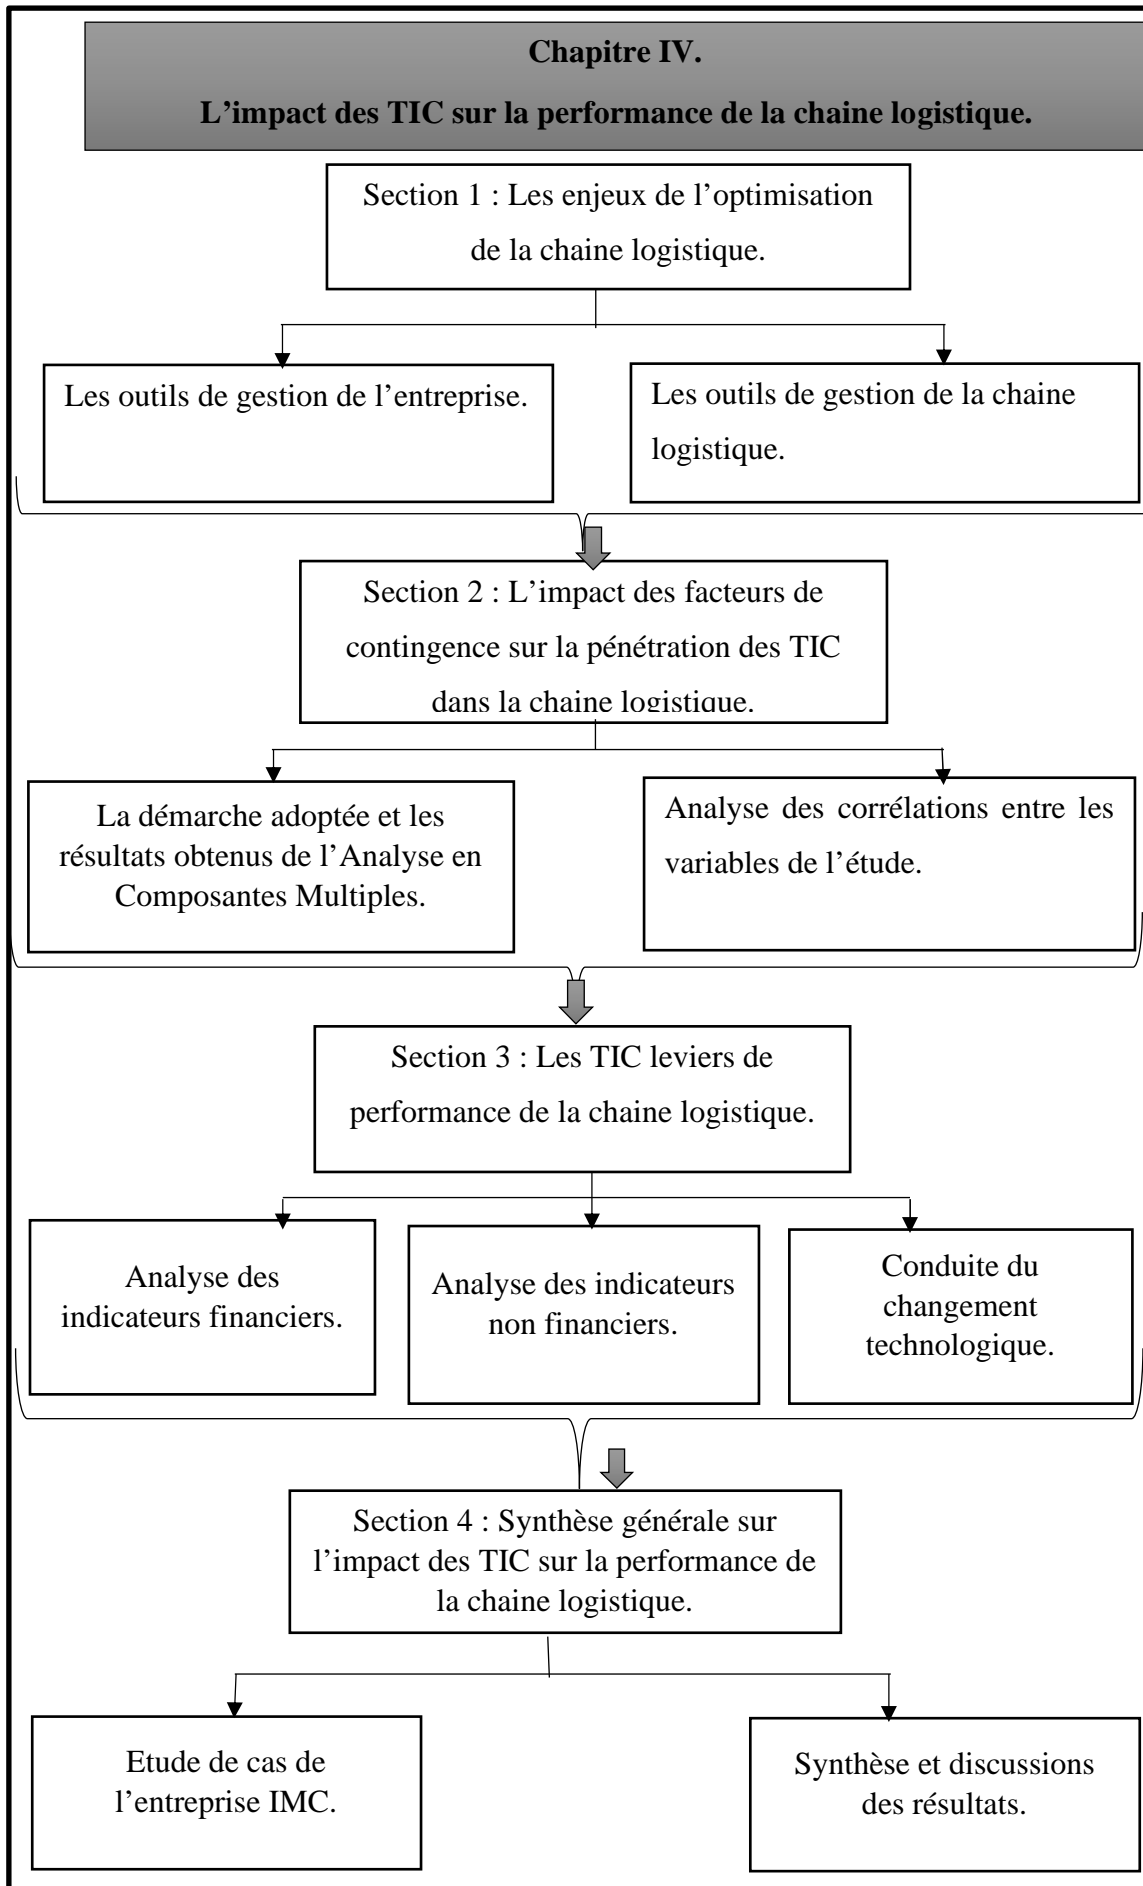 Chapitre IV.
L’impact des TIC sur la performance de la chaine logistique.
Section 1 : Les enjeux de l’optimisation
de la chaine logistique.
Les outils de gestion de l’entreprise.
Les outils de gestion de la chaine
logistique.
Section 2 : L’impact des facteurs de
contingence sur la pénétration des TIC
dans la chaine logistique.
La démarche adoptée et les
résultats obtenus de l’Analyse en
Composantes Multiples.
Analyse des corrélations entre les
variables de l’étude.
Section 3 : Les TIC leviers de
performance de la chaine logistique.
Analyse des
indicateurs financiers.
Analyse des indicateurs
non financiers.
Conduite du
changement
technologique.
Section 4 : Synthèse générale sur
l’impact des TIC sur la performance de
la chaine logistique.
Etude de cas de
l’entreprise IMC.
Synthèse et discussions
des résultats.